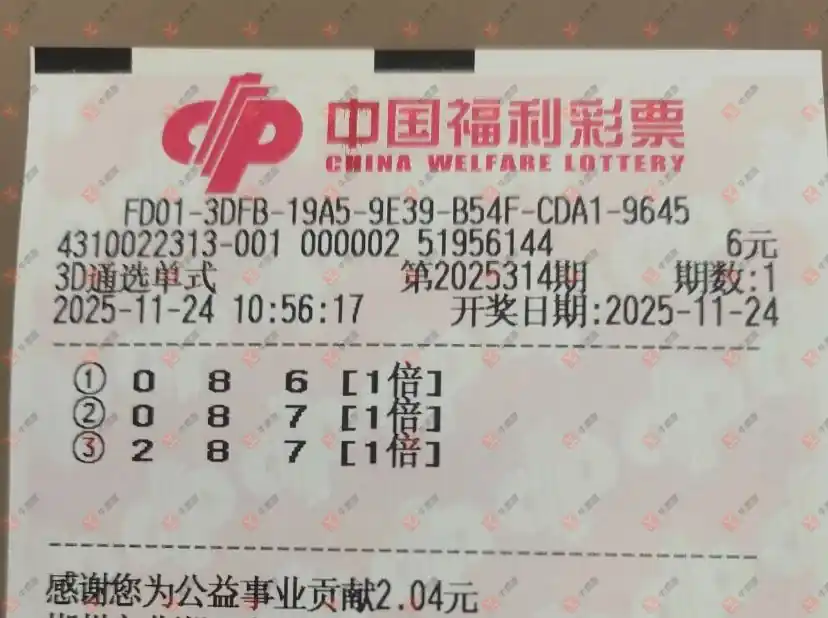 中国福利彩票
CHINA WELFARE LOTTERY
FD01-3DFB-19A5-9E39-B54F-CDA1-9645
4310022313-001 000002 51956144 6元
3D通选单式 第2025314期 期数:1
2025-11-24 10:56:17 开奖日期:2025-11-24
① 0 8 6 [1倍]
② 0 8 7 [1倍]
③ 2 8 7 [1倍]
感谢您为公益事业贡献2.04元